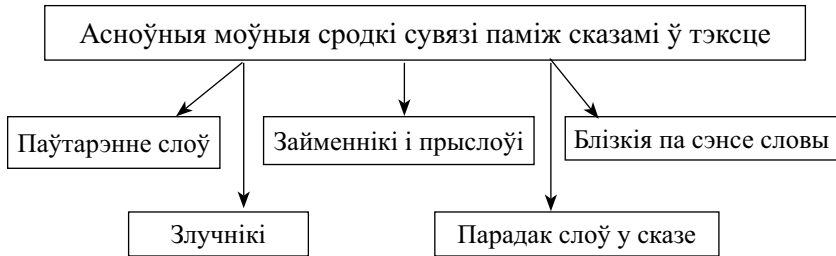 Асноўныя моўныя сродкі сувязі паміж сказамі ў тэксце
Паўтарэнне слоў
Займеннікі і прыслоўі
Блізкія па сэнсе словы
Злучнікі
Парадак слоў у сказе